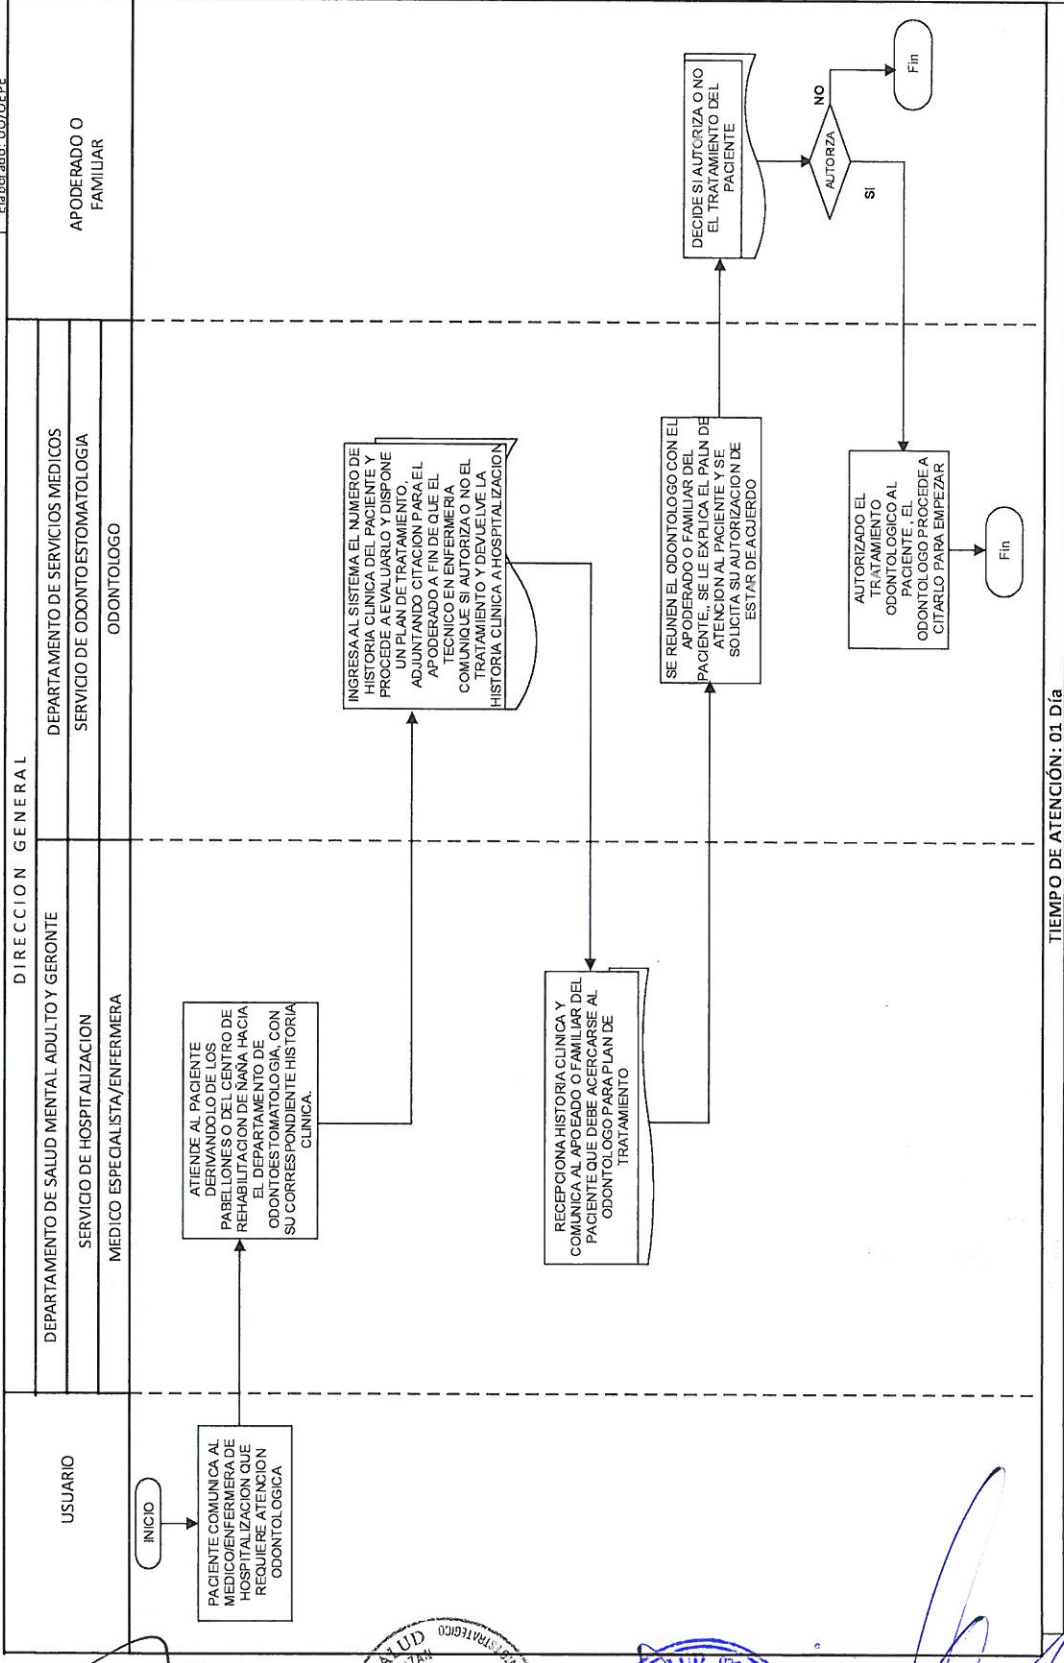 Elaborado: OO/OEPE
DIRECCION GENERAL
USUARIO
DEPARTAMENTO DE SALUD MENTAL ADULTO Y GERONTE
SERVICIO DE HOSPITALIZACION
MEDICO ESPECIALISTA/ENFERMERA
DEPARTAMENTO DE SERVICIOS MEDICOS
SERVICIO DE ODONTOESTOMATOLOGIA
ODONTOLOGO
APODERADO O
FAMILIAR
INICIO
PACIENTE COMUNICA AL
MEDICO/ENFERMERA DE
HOSPITALIZACION QUE
REQUIERE ATENCION
ODONTOLOGICA
ATIENDE AL PACIENTE
DERIVANDOLO DE LOS
PABELLONES O DEL CENTRO DE
REHABILITACION DE ÑAÑA HACIA
EL DEPARTAMENTO DE
ODONTOESTOMATOLOGIA, CON
SU CORRESPONDIENTE HISTORIA
CLINICA.
INGRESA AL SISTEMA EL NUMERO DE
HISTORIA CLINICA DEL PACIENTE Y
PROCEDE A EVALUARLO Y DISPONE
UN PLAN DE TRATAMIENTO,
ADJUNTANDO CITACION PARA EL
APODERADO A FIN DE QUE EL
TECNICO EN ENFERMERIA
COMUNIQUE SI AUTORIZA O NO EL
TRATAMIENTO Y DEVUELVE LA
HISTORIA CLINICA A HOSPITALIZACION
RECEPCIONA HISTORIA CLINICA Y
COMUNICA AL APOEADO O FAMILIAR DEL
PACIENTE QUE DEBE ACERCARSE AL
ODONTOLOGO PARA PLAN DE
TRATAMIENTO
SE REUNEN EL ODONTOLOGO CON EL
APODERADO O FAMILIAR DEL
PACIENTE,, SE LE EXPLICA EL PALN DE
ATENCION AL PACIENTE Y SE
SOLICITA SU AUTORIZACION DE
ESTAR DE ACUERDO
DECIDE SI AUTORIZA O NO
EL TRATAMIENTO DEL
PACIENTE
AUTORIZA
NO
SI
Fin
AUTORIZADO EL
TRATAMIENTO
ODONTOLOGICO AL
PACIENTE, EL
ODONTOLOGO PROCEDE A
CITARLO PARA EMPEZAR
Fin
TIEMPO DE ATENCIÓN: 01 Día